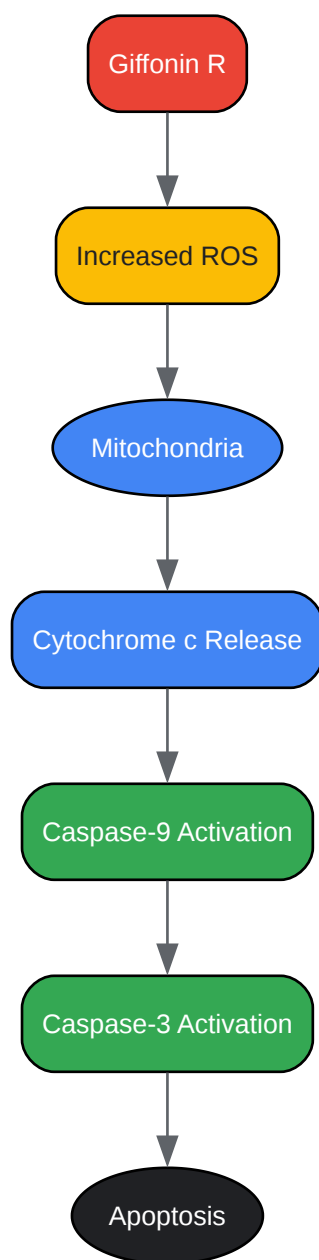 Giffonin R
Increased ROS
Mitochondria
Cytochrome c Release
Caspase-9 Activation
Caspase-3 Activation
Apoptosis